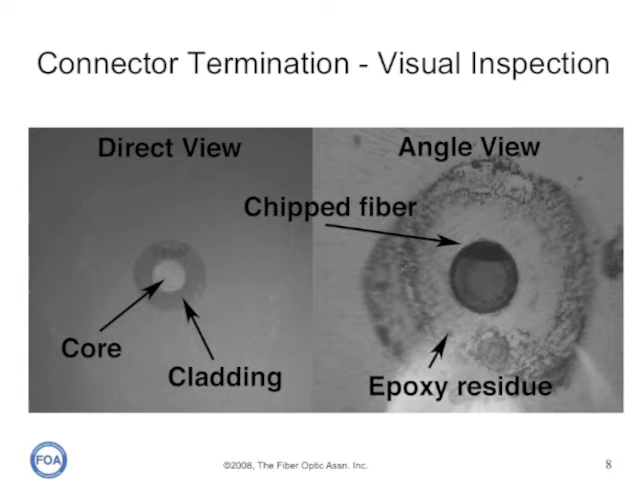 Connector Termination - Visual Inspection
Direct View
Angle View
Chipped fiber
Core
Cladding
Epoxy residue
FOA
©2008, The Fiber Optic Assn. Inc.
8